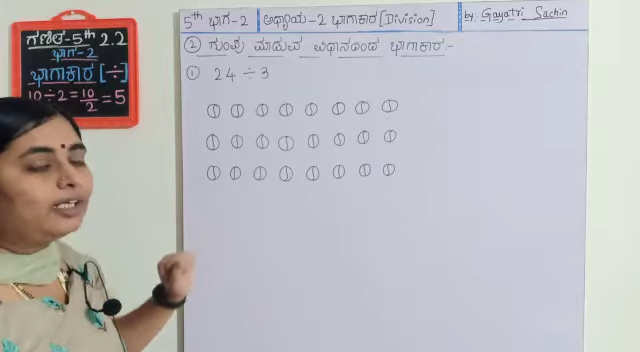 ಗಣಿತ-5th 2.2
ಭಾಗ-2
ಭಾಗಾಕಾರ [÷]
10÷2=10/2=5
5th ಭಾಗ-2 ಅಧ್ಯಾಯ-2 ಭಾಗಾಕಾರ [Division] by Gayatri Sachin
② ಗುಂಪು ಮಾಡುವ ವಿಧಾನದಿಂದ ಭಾಗಾಕಾರ:-
① 24÷3